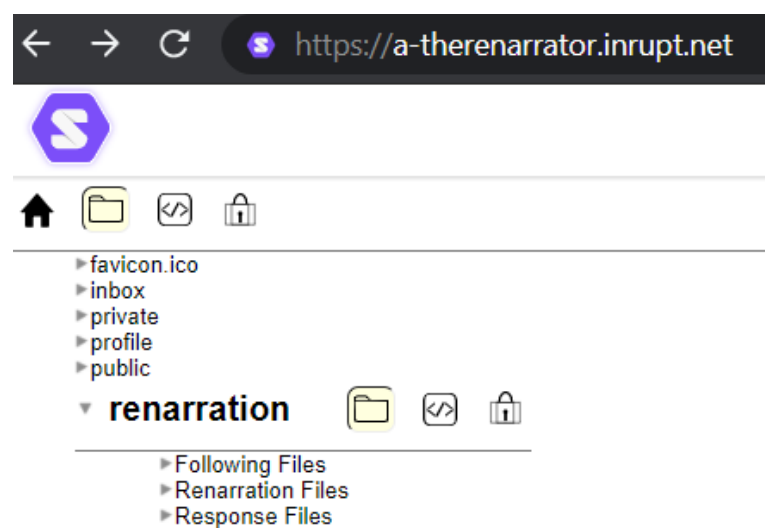 https://a-therenarrator.inrupt.net
favicon.ico
inbox
private
profile
public
renarration
Following Files
Renarration Files
Response Files